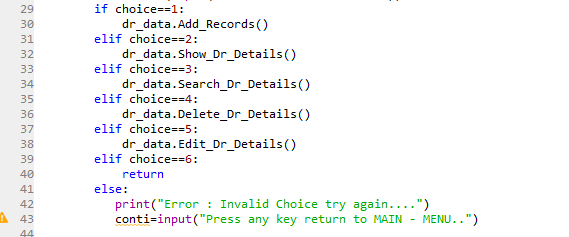 29 if choice==1:
30 dr_data.Add_Records()
31 elif choice==2:
32 dr_data.Show_Dr_Details()
33 elif choice==3:
34 dr_data.Search_Dr_Details()
35 elif choice==4:
36 dr_data.Delete_Dr_Details()
37 elif choice==5:
38 dr_data.Edit_Dr_Details()
39 elif choice==6:
40 return
41 else:
42 print("Error : Invalid Choice try again....")
43 conti=input("Press any key return to MAIN - MENU..")
44